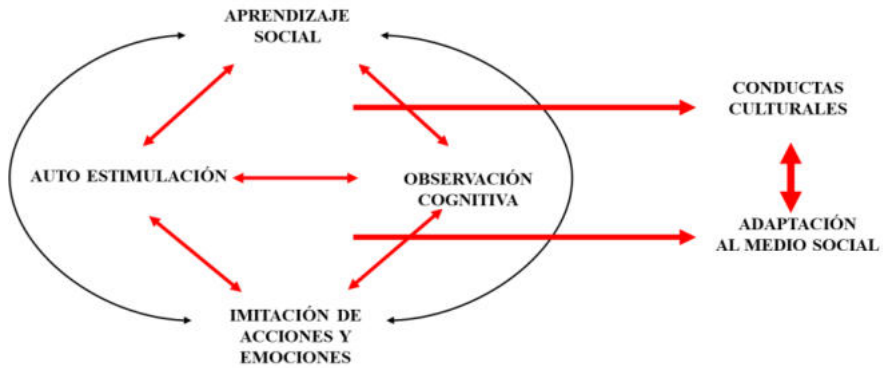 APRENDIZAJE
SOCIAL
CONDUCTAS
CULTURALES
AUTO ESTIMULACIÓN
OBSERVACIÓN
COGNITIVA
ADAPTACIÓN
AL MEDIO SOCIAL
IMITACIÓN DE
ACCIONES Y
EMOCIONES